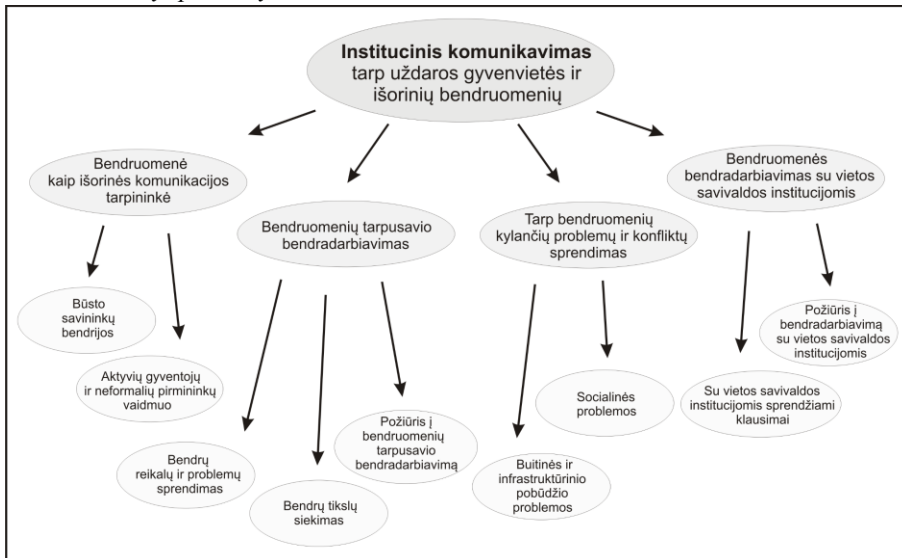 Institucinis komunikavimas
tarp uždaros gyvenvietės ir
išorinių bendruomenių
Bendruomenė
kaip išorinės komunikacijos
tarpininkė
Bendruomenių tarpusavio
bendradarbiavimas
Tarp bendruomenių
kylančių problemų ir konfliktų
sprendimas
Bendruomenės
bendradarbiavimas su vietos
savivaldos institucijomis
Būsto
savininkų
bendrijos
Aktyvių gyventojų
ir neformalių pirmininkų
vaidmuo
Bendrų
reikalų ir problemų
sprendimas
Bendrų tikslų
siekimas
Požiūris į
bendruomenių
tarpusavio
bendradarbiavimą
Buitinės ir
infrastruktūrinio
pobūdžio
problemos
Socialinės
problemos
Su vietos savivaldos
institucijomis sprendžiami
klausimai
Požiūris į
bendradarbiavimą
su vietos savivaldos
institucijomis